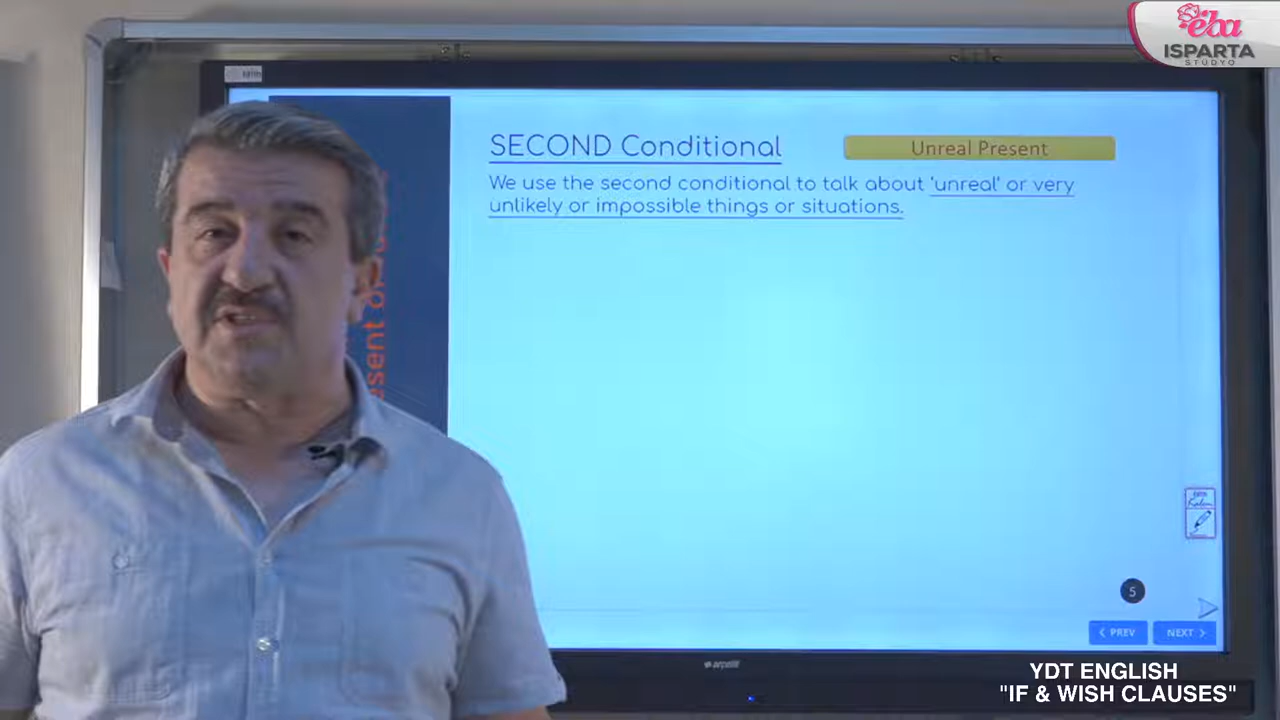 eba
ISPARTA
STÜDYO
SECOND Conditional
Unreal Present
We use the second conditional to talk about ‘unreal’ or very
unlikely or impossible things or situations.
5
PREV
NEXT
arçelik
YDT ENGLISH
"IF & WISH CLAUSES"